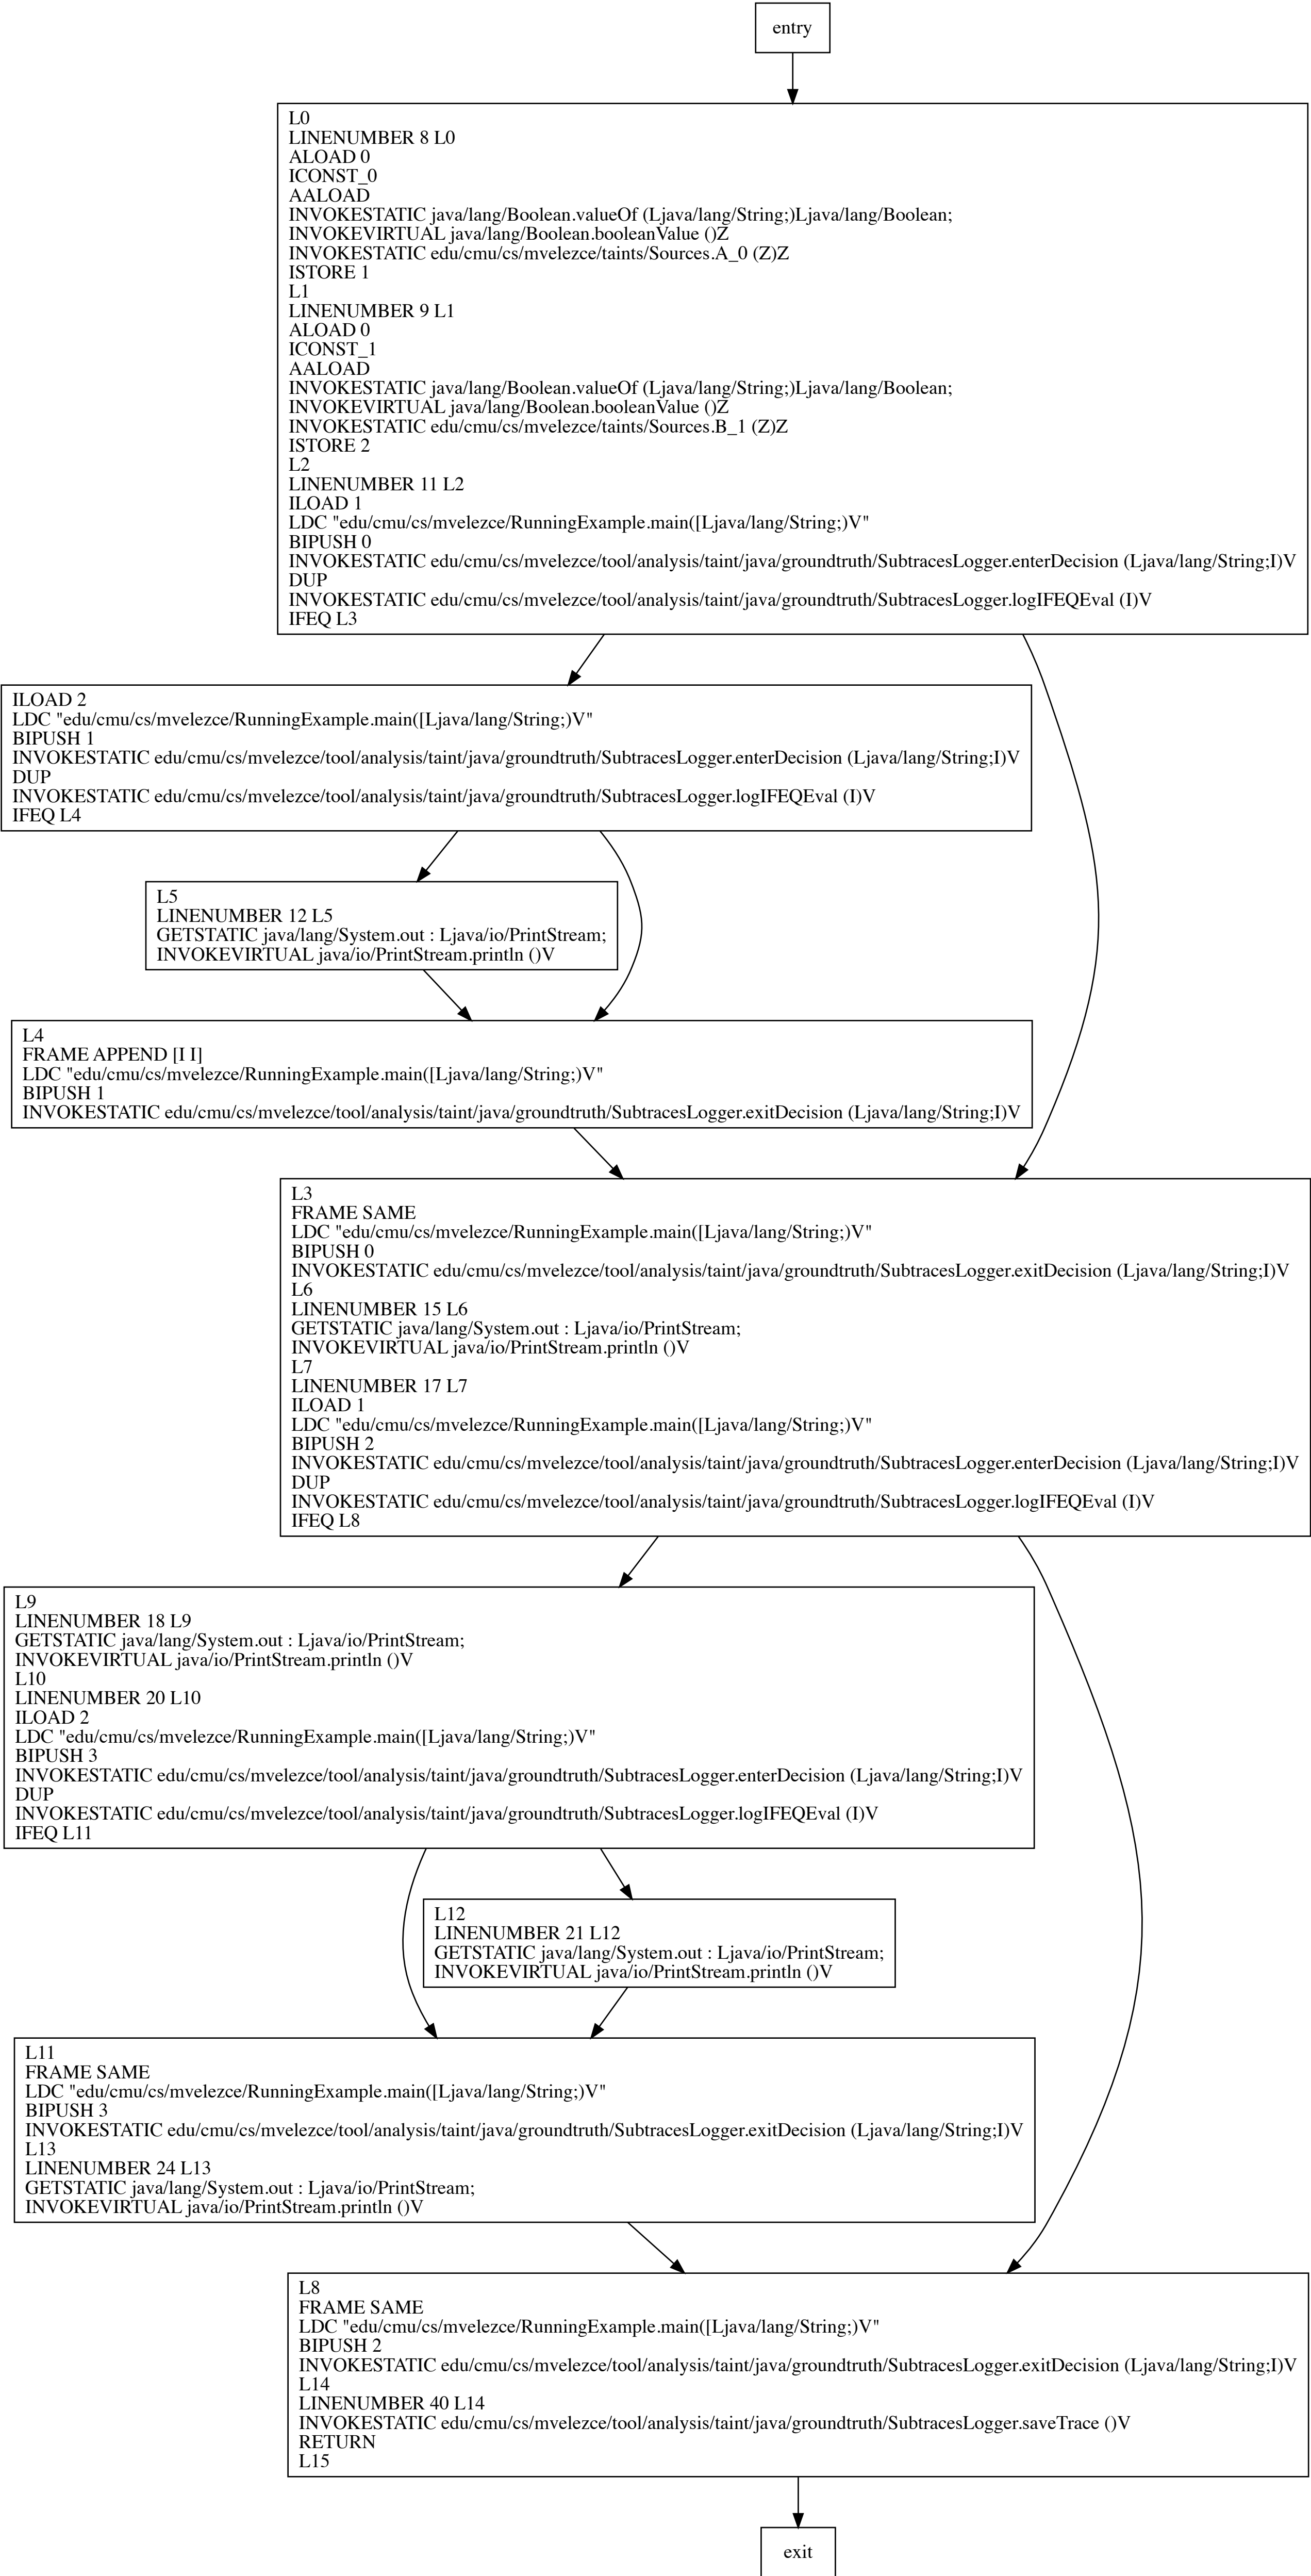 entry
L0
LINENUMBER 8 L0
ALOAD 0
ICONST_0
AALOAD
INVOKESTATIC java/lang/Boolean.valueOf (Ljava/lang/String;)Ljava/lang/Boolean;
INVOKEVIRTUAL java/lang/Boolean.booleanValue ()Z
INVOKESTATIC edu/cmu/cs/mvelezce/taints/Sources.A_0 (Z)Z
ISTORE 1
L1
LINENUMBER 9 L1
ALOAD 0
ICONST_1
AALOAD
INVOKESTATIC java/lang/Boolean.valueOf (Ljava/lang/String;)Ljava/lang/Boolean;
INVOKEVIRTUAL java/lang/Boolean.booleanValue ()Z
INVOKESTATIC edu/cmu/cs/mvelezce/taints/Sources.B_1 (Z)Z
ISTORE 2
L2
LINENUMBER 11 L2
ILOAD 1
LDC "edu/cmu/cs/mvelezce/RunningExample.main([Ljava/lang/String;)V"
BIPUSH 0
INVOKESTATIC edu/cmu/cs/mvelezce/tool/analysis/taint/java/groundtruth/SubtracesLogger.enterDecision (Ljava/lang/String;I)V
DUP
INVOKESTATIC edu/cmu/cs/mvelezce/tool/analysis/taint/java/groundtruth/SubtracesLogger.logIFEQEval (I)V
IFEQ L3
ILOAD 2
LDC "edu/cmu/cs/mvelezce/RunningExample.main([Ljava/lang/String;)V"
BIPUSH 1
INVOKESTATIC edu/cmu/cs/mvelezce/tool/analysis/taint/java/groundtruth/SubtracesLogger.enterDecision (Ljava/lang/String;I)V
DUP
INVOKESTATIC edu/cmu/cs/mvelezce/tool/analysis/taint/java/groundtruth/SubtracesLogger.logIFEQEval (I)V
IFEQ L4
L5
LINENUMBER 12 L5
GETSTATIC java/lang/System.out : Ljava/io/PrintStream;
INVOKEVIRTUAL java/io/PrintStream.println ()V
L4
FRAME APPEND [I I]
LDC "edu/cmu/cs/mvelezce/RunningExample.main([Ljava/lang/String;)V"
BIPUSH 1
INVOKESTATIC edu/cmu/cs/mvelezce/tool/analysis/taint/java/groundtruth/SubtracesLogger.exitDecision (Ljava/lang/String;I)V
L3
FRAME SAME
LDC "edu/cmu/cs/mvelezce/RunningExample.main([Ljava/lang/String;)V"
BIPUSH 0
INVOKESTATIC edu/cmu/cs/mvelezce/tool/analysis/taint/java/groundtruth/SubtracesLogger.exitDecision (Ljava/lang/String;I)V
L6
LINENUMBER 15 L6
GETSTATIC java/lang/System.out : Ljava/io/PrintStream;
INVOKEVIRTUAL java/io/PrintStream.println ()V
L7
LINENUMBER 17 L7
ILOAD 1
LDC "edu/cmu/cs/mvelezce/RunningExample.main([Ljava/lang/String;)V"
BIPUSH 2
INVOKESTATIC edu/cmu/cs/mvelezce/tool/analysis/taint/java/groundtruth/SubtracesLogger.enterDecision (Ljava/lang/String;I)V
DUP
INVOKESTATIC edu/cmu/cs/mvelezce/tool/analysis/taint/java/groundtruth/SubtracesLogger.logIFEQEval (I)V
IFEQ L8
L9
LINENUMBER 18 L9
GETSTATIC java/lang/System.out : Ljava/io/PrintStream;
INVOKEVIRTUAL java/io/PrintStream.println ()V
L10
LINENUMBER 20 L10
ILOAD 2
LDC "edu/cmu/cs/mvelezce/RunningExample.main([Ljava/lang/String;)V"
BIPUSH 3
INVOKESTATIC edu/cmu/cs/mvelezce/tool/analysis/taint/java/groundtruth/SubtracesLogger.enterDecision (Ljava/lang/String;I)V
DUP
INVOKESTATIC edu/cmu/cs/mvelezce/tool/analysis/taint/java/groundtruth/SubtracesLogger.logIFEQEval (I)V
IFEQ L11
L12
LINENUMBER 21 L12
GETSTATIC java/lang/System.out : Ljava/io/PrintStream;
INVOKEVIRTUAL java/io/PrintStream.println ()V
L11
FRAME SAME
LDC "edu/cmu/cs/mvelezce/RunningExample.main([Ljava/lang/String;)V"
BIPUSH 3
INVOKESTATIC edu/cmu/cs/mvelezce/tool/analysis/taint/java/groundtruth/SubtracesLogger.exitDecision (Ljava/lang/String;I)V
L13
LINENUMBER 24 L13
GETSTATIC java/lang/System.out : Ljava/io/PrintStream;
INVOKEVIRTUAL java/io/PrintStream.println ()V
L8
FRAME SAME
LDC "edu/cmu/cs/mvelezce/RunningExample.main([Ljava/lang/String;)V"
BIPUSH 2
INVOKESTATIC edu/cmu/cs/mvelezce/tool/analysis/taint/java/groundtruth/SubtracesLogger.exitDecision (Ljava/lang/String;I)V
L14
LINENUMBER 40 L14
INVOKESTATIC edu/cmu/cs/mvelezce/tool/analysis/taint/java/groundtruth/SubtracesLogger.saveTrace ()V
RETURN
L15
exit